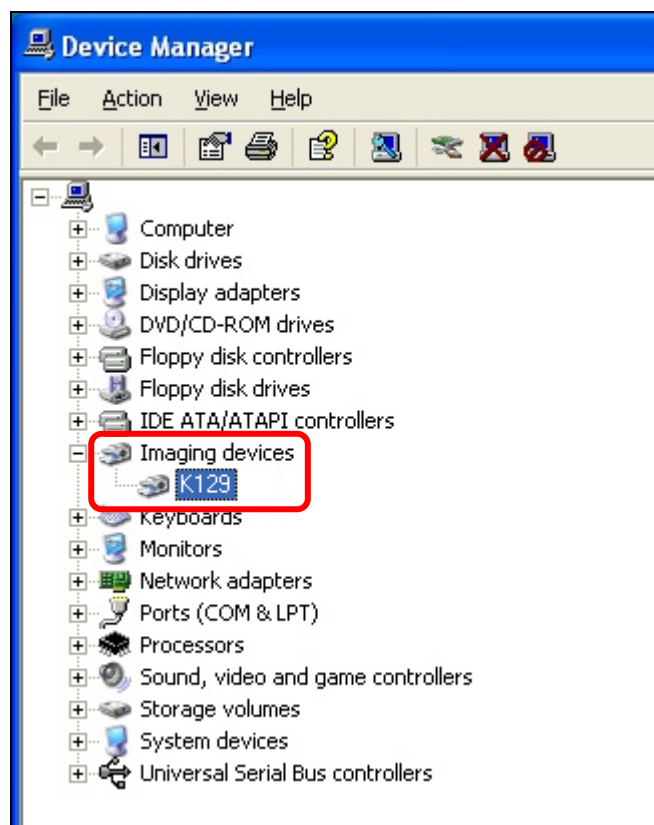 Device Manager
File Action View Help
Computer
Disk drives
Display adapters
DVD/CD-ROM drives
Floppy disk controllers
Floppy disk drives
IDE ATA/ATAPI controllers
Imaging devices
K129
Keyboards
Monitors
Network adapters
Ports (COM & LPT)
Processors
Sound, video and game controllers
Storage volumes
System devices
Universal Serial Bus controllers